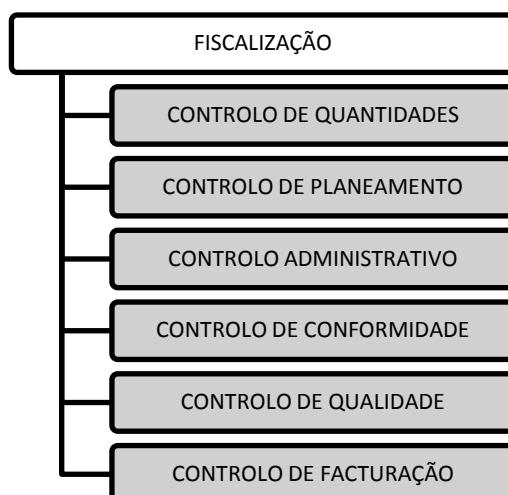 FISCALIZAÇÃO
CONTROLO DE QUANTIDADES
CONTROLO DE PLANEAMENTO
CONTROLO ADMINISTRATIVO
CONTROLO DE CONFORMIDADE
CONTROLO DE QUALIDADE
CONTROLO DE FACTURAÇÃO